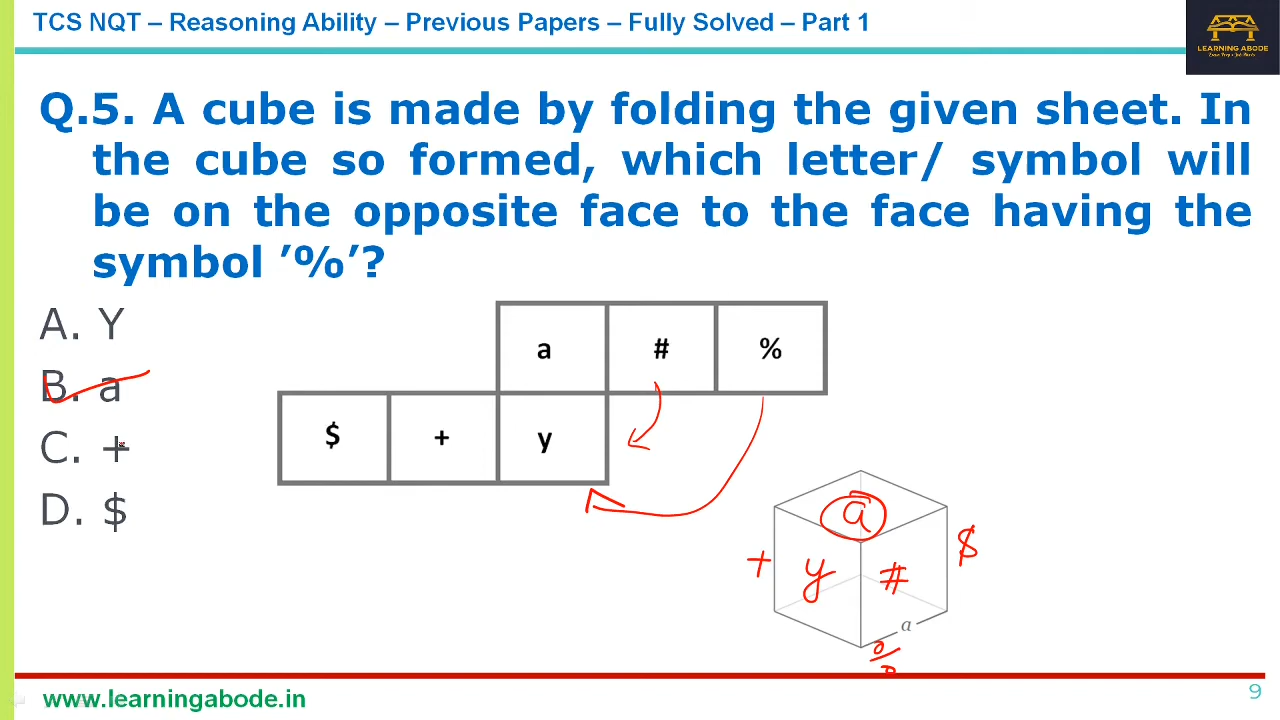 TCS NQT – Reasoning Ability – Previous Papers – Fully Solved – Part 1
LEARNING ABODE
Q.5. A cube is made by folding the given sheet. In
the cube so formed, which letter/ symbol will
be on the opposite face to the face having the
symbol ’%’?
A. Y
B. a
C. +
D. $
a # %
$ + y
a
+ y # $
a
%
www.learningabode.in
9